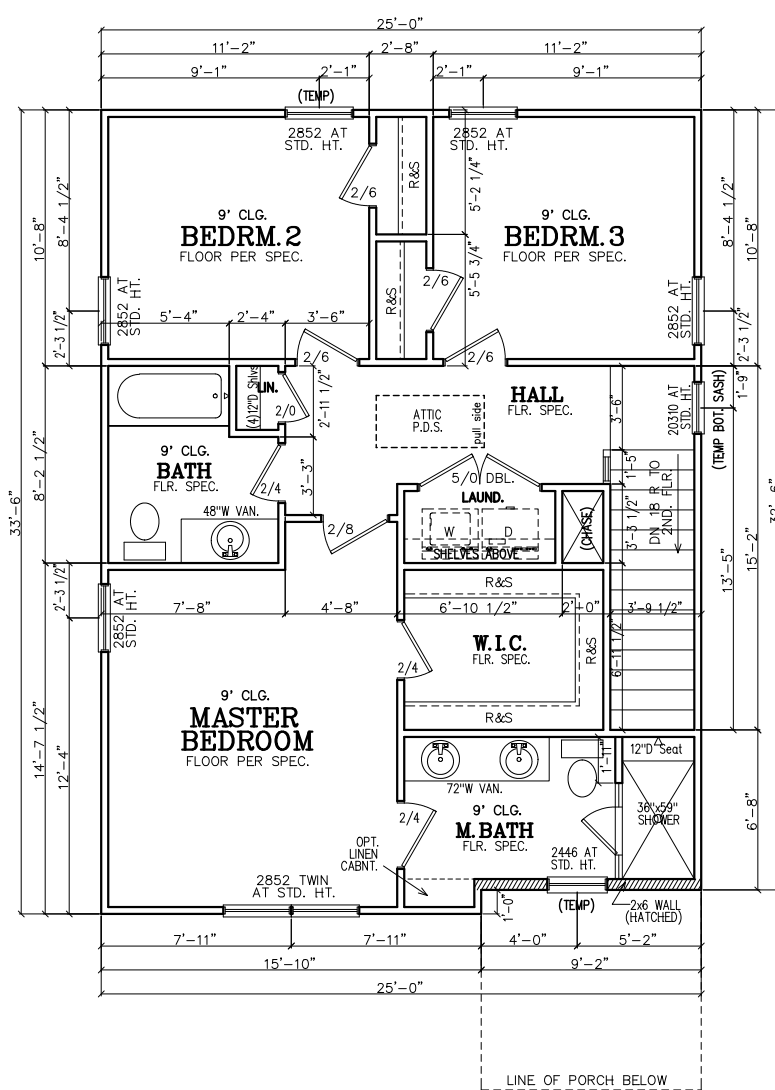 25'-0"
11'-2" 2'-8" 11'-2"
9'-1" 2'-1" 2'-1" 9'-1"
(TEMP)
2852 AT
STD. HT.
2852 AT
STD. HT.
33'-6"
10'-8"
8'-4 1/2"
2'-3 1/2"
R&S
5'-2 1/4"
2/6
9' CLG.
BEDRM.2
FLOOR PER SPEC.
9' CLG.
BEDRM.3
FLOOR PER SPEC.
8'-4 1/2"
10'-8"
2'-3 1/2"
5'-5 3/4"
R&S
2/6
2852 AT
STD. HT.
2852 AT
STD. HT.
5'-4" 2'-4" 3'-6"
2/6
2/6
(4)12"D Shlvs
LIN.
2/0
2'-11 1/2"
HALL
FLR. SPEC.
ATTIC
P.D.S.
pull side
3'-6"
20310 AT
STD. HT.
(TEMP BOT. SASH)
1'-9"
8'-2 1/2"
9' CLG.
BATH
FLR. SPEC.
2/4
3'-3"
48"W VAN.
2/8
5/0 DBL.
LAUND.
W D
SHELVES ABOVE
(CHASE)
1'-5"
3'-3 1/2"
DN 18 R TO
2ND. FLR.
13'-5"
15'-2"
2'-3 1/2"
2852 AT
STD. HT.
7'-8" 4'-8" 6'-10 1/2" 2'-0" 3'-9 1/2"
R&S
W.I.C.
FLR. SPEC.
R&S
R&S
6'-11 1/2"
2/4
9' CLG.
MASTER
BEDROOM
FLOOR PER SPEC.
14'-7 1/2"
12'-4"
72"W VAN.
1'-11"
12"D Seat
36"x59"
SHOWER
9' CLG.
M.BATH
FLR. SPEC.
2/4
OPT.
LINEN
CABNT.
2446 AT
STD. HT.
6'-8"
2852 TWIN
AT STD. HT.
(TEMP)
2x6 WALL
(HATCHED)
1'-0"
7'-11" 7'-11" 4'-0" 5'-2"
15'-10" 9'-2"
25'-0"
LINE OF PORCH BELOW